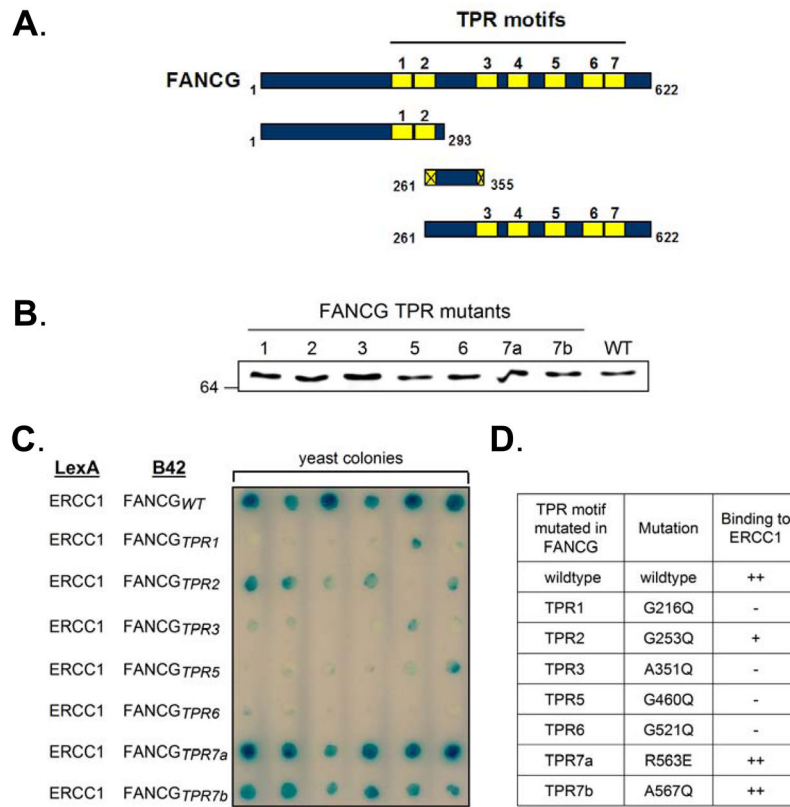 A.
TPR motifs
1 2 3 4 5 6 7
FANCG 1 622
1 2
1 293
261 355
3 4 5 6 7
261 622
B.
FANCG TPR mutants
1 2 3 5 6 7a 7b WT
64
C.
yeast colonies
LexA B42
ERCC1 FANCGWT
ERCC1 FANCGTPR1
ERCC1 FANCGTPR2
ERCC1 FANCGTPR3
ERCC1 FANCGTPR5
ERCC1 FANCGTPR6
ERCC1 FANCGTPR7a
ERCC1 FANCGTPR7b
D.
TPR motif
mutated in
FANCG
Mutation
Binding to
ERCC1
wildtype wildtype ++
TPR1 G216Q -
TPR2 G253Q +
TPR3 A351Q -
TPR5 G460Q -
TPR6 G521Q -
TPR7a R563E ++
TPR7b A567Q ++